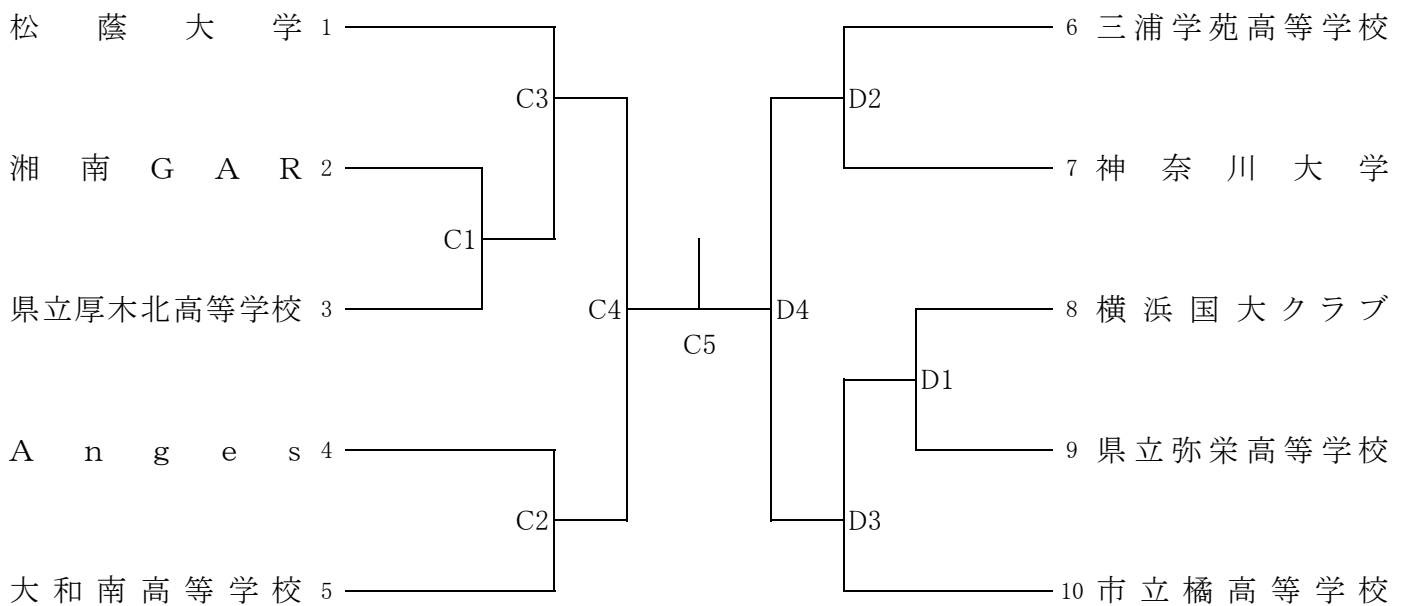 松蔭大学 1
6 三浦学苑高等学校
C3
D2
湘南GAR 2
7 神奈川大学
C1
県立厚木北高等学校 3
8 横浜国大クラブ
C4
D4
C5
D1
Anges 4
9 県立弥栄高等学校
C2
D3
大和南高等学校 5
10 市立橘高等学校